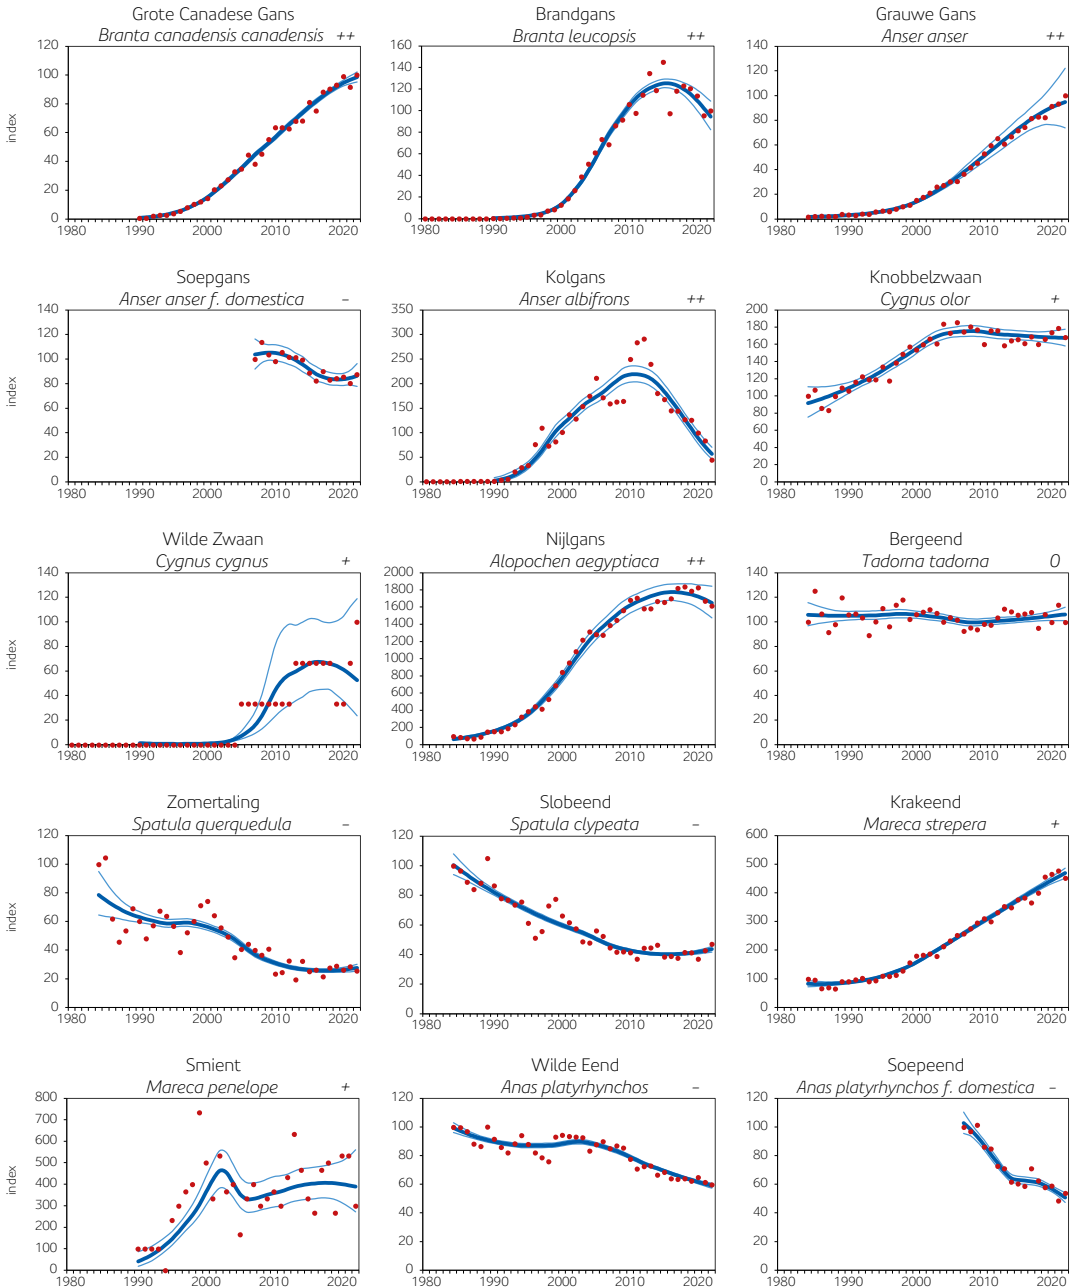 Grote Canadese Gans
Branta canadensis canadensis ++
120
100
80
60
40
20
0
1980 1990 2000 2010 2020
index
Brandgans
Branta leucopsis ++
160
140
120
100
80
60
40
20
0
1980 1990 2000 2010 2020
Grauwe Gans
Anser anser ++
140
120
100
80
60
40
20
0
1980 1990 2000 2010 2020
Soepgans
Anser anser f. domestica –
140
120
100
80
60
40
20
0
1980 1990 2000 2010 2020
index
Kolgans
Anser albifrons ++
350
300
250
200
150
100
50
0
1980 1990 2000 2010 2020
Knobbelzwaan
Cygnus olor +
200
180
160
140
120
100
80
60
40
20
0
1980 1990 2000 2010 2020
Wilde Zwaan
Cygnus cygnus +
140
120
100
80
60
40
20
0
1980 1990 2000 2010 2020
index
Nijlgans
Alopochen aegyptiaca ++
2000
1800
1600
1400
1200
1000
800
600
400
200
0
1980 1990 2000 2010 2020
Bergeend
Tadorna tadorna 0
140
120
100
80
60
40
20
0
1980 1990 2000 2010 2020
Zomertaling
Spatula querquedula –
120
100
80
60
40
20
0
1980 1990 2000 2010 2020
index
Slobeend
Spatula clypeata –
120
100
80
60
40
20
0
1980 1990 2000 2010 2020
Krakeend
Mareca strepera +
600
500
400
300
200
100
0
1980 1990 2000 2010 2020
Smient
Mareca penelope +
800
700
600
500
400
300
200
100
0
1980 1990 2000 2010 2020
index
Wilde Eend
Anas platyrhynchos –
120
100
80
60
40
20
0
1980 1990 2000 2010 2020
Soepeend
Anas platyrhynchos f. domestica –
120
100
80
60
40
20
0
1980 1990 2000 2010 2020